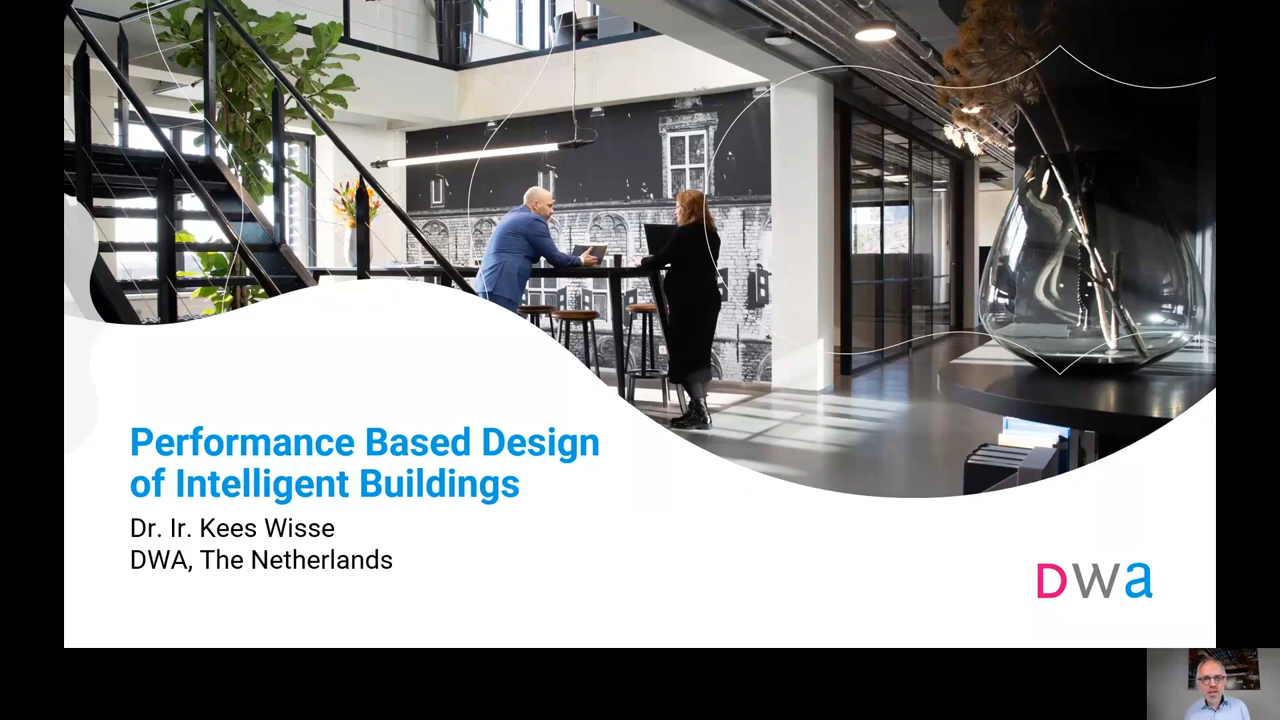 Performance Based Design
of Intelligent Buildings
Dr. Ir. Kees Wisse
DWA, The Netherlands
DWa